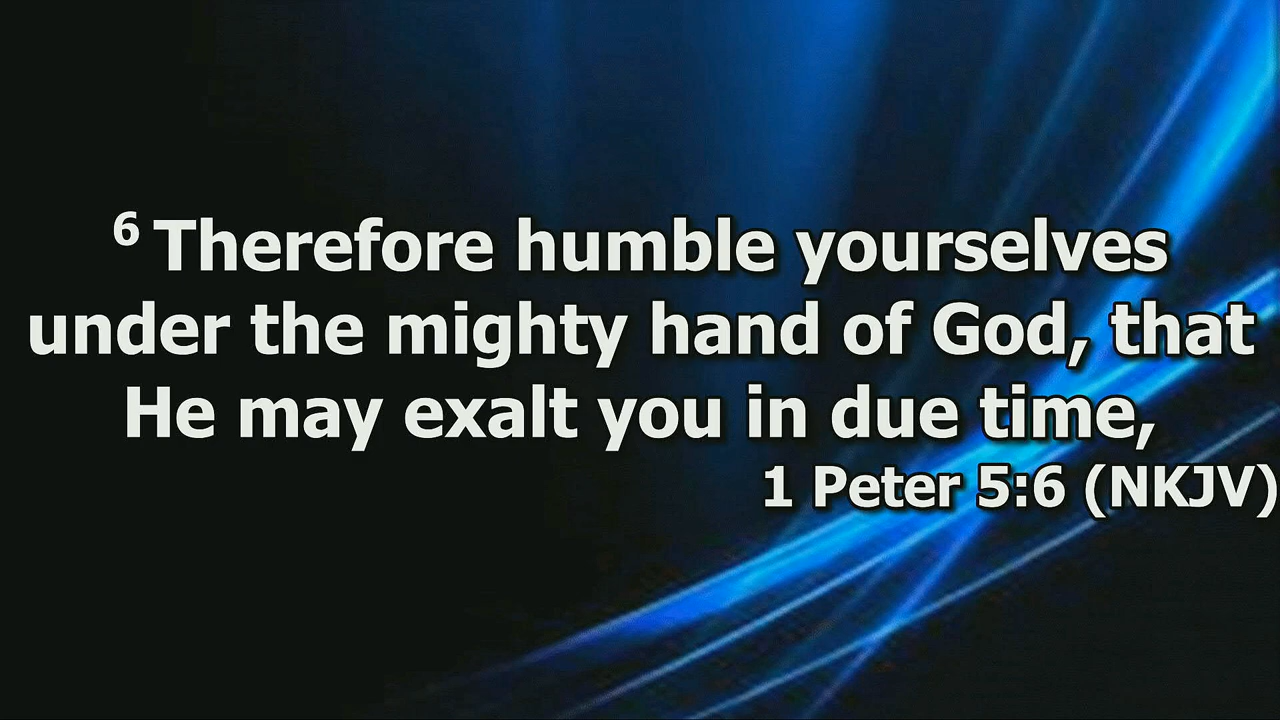 6 Therefore humble yourselves
under the mighty hand of God, that
He may exalt you in due time,
1 Peter 5:6 (NKJV)